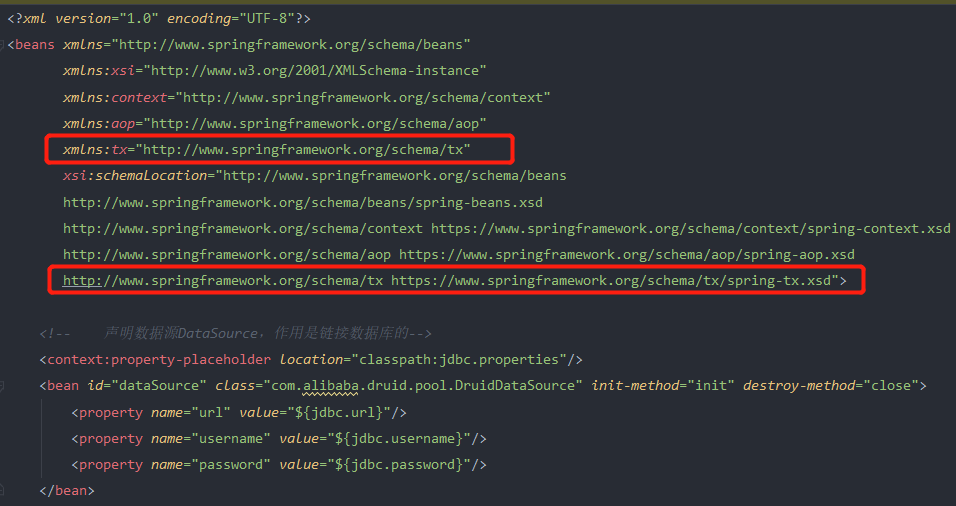 <?xml version="1.0" encoding="UTF-8"?>
<beans xmlns="http://www.springframework.org/schema/beans"
xmlns:xsi="http://www.w3.org/2001/XMLSchema-instance"
xmlns:context="http://www.springframework.org/schema/context"
xmlns:aop="http://www.springframework.org/schema/aop"
xmlns:tx="http://www.springframework.org/schema/tx"
xsi:schemaLocation="http://www.springframework.org/schema/beans
http://www.springframework.org/schema/beans/spring-beans.xsd
http://www.springframework.org/schema/context https://www.springframework.org/schema/context/spring-context.xsd
http://www.springframework.org/schema/aop https://www.springframework.org/schema/aop/spring-aop.xsd
http://www.springframework.org/schema/tx https://www.springframework.org/schema/tx/spring-tx.xsd">
<!-- 声明数据源DataSource，作用是链接数据库的-->
<context:property-placeholder location="classpath:jdbc.properties"/>
<bean id="dataSource" class="com.alibaba.druid.pool.DruidDataSource" init-method="init" destroy-method="close">
<property name="url" value="${jdbc.url}"/>
<property name="username" value="${jdbc.username}"/>
<property name="password" value="${jdbc.password}"/>
</bean>